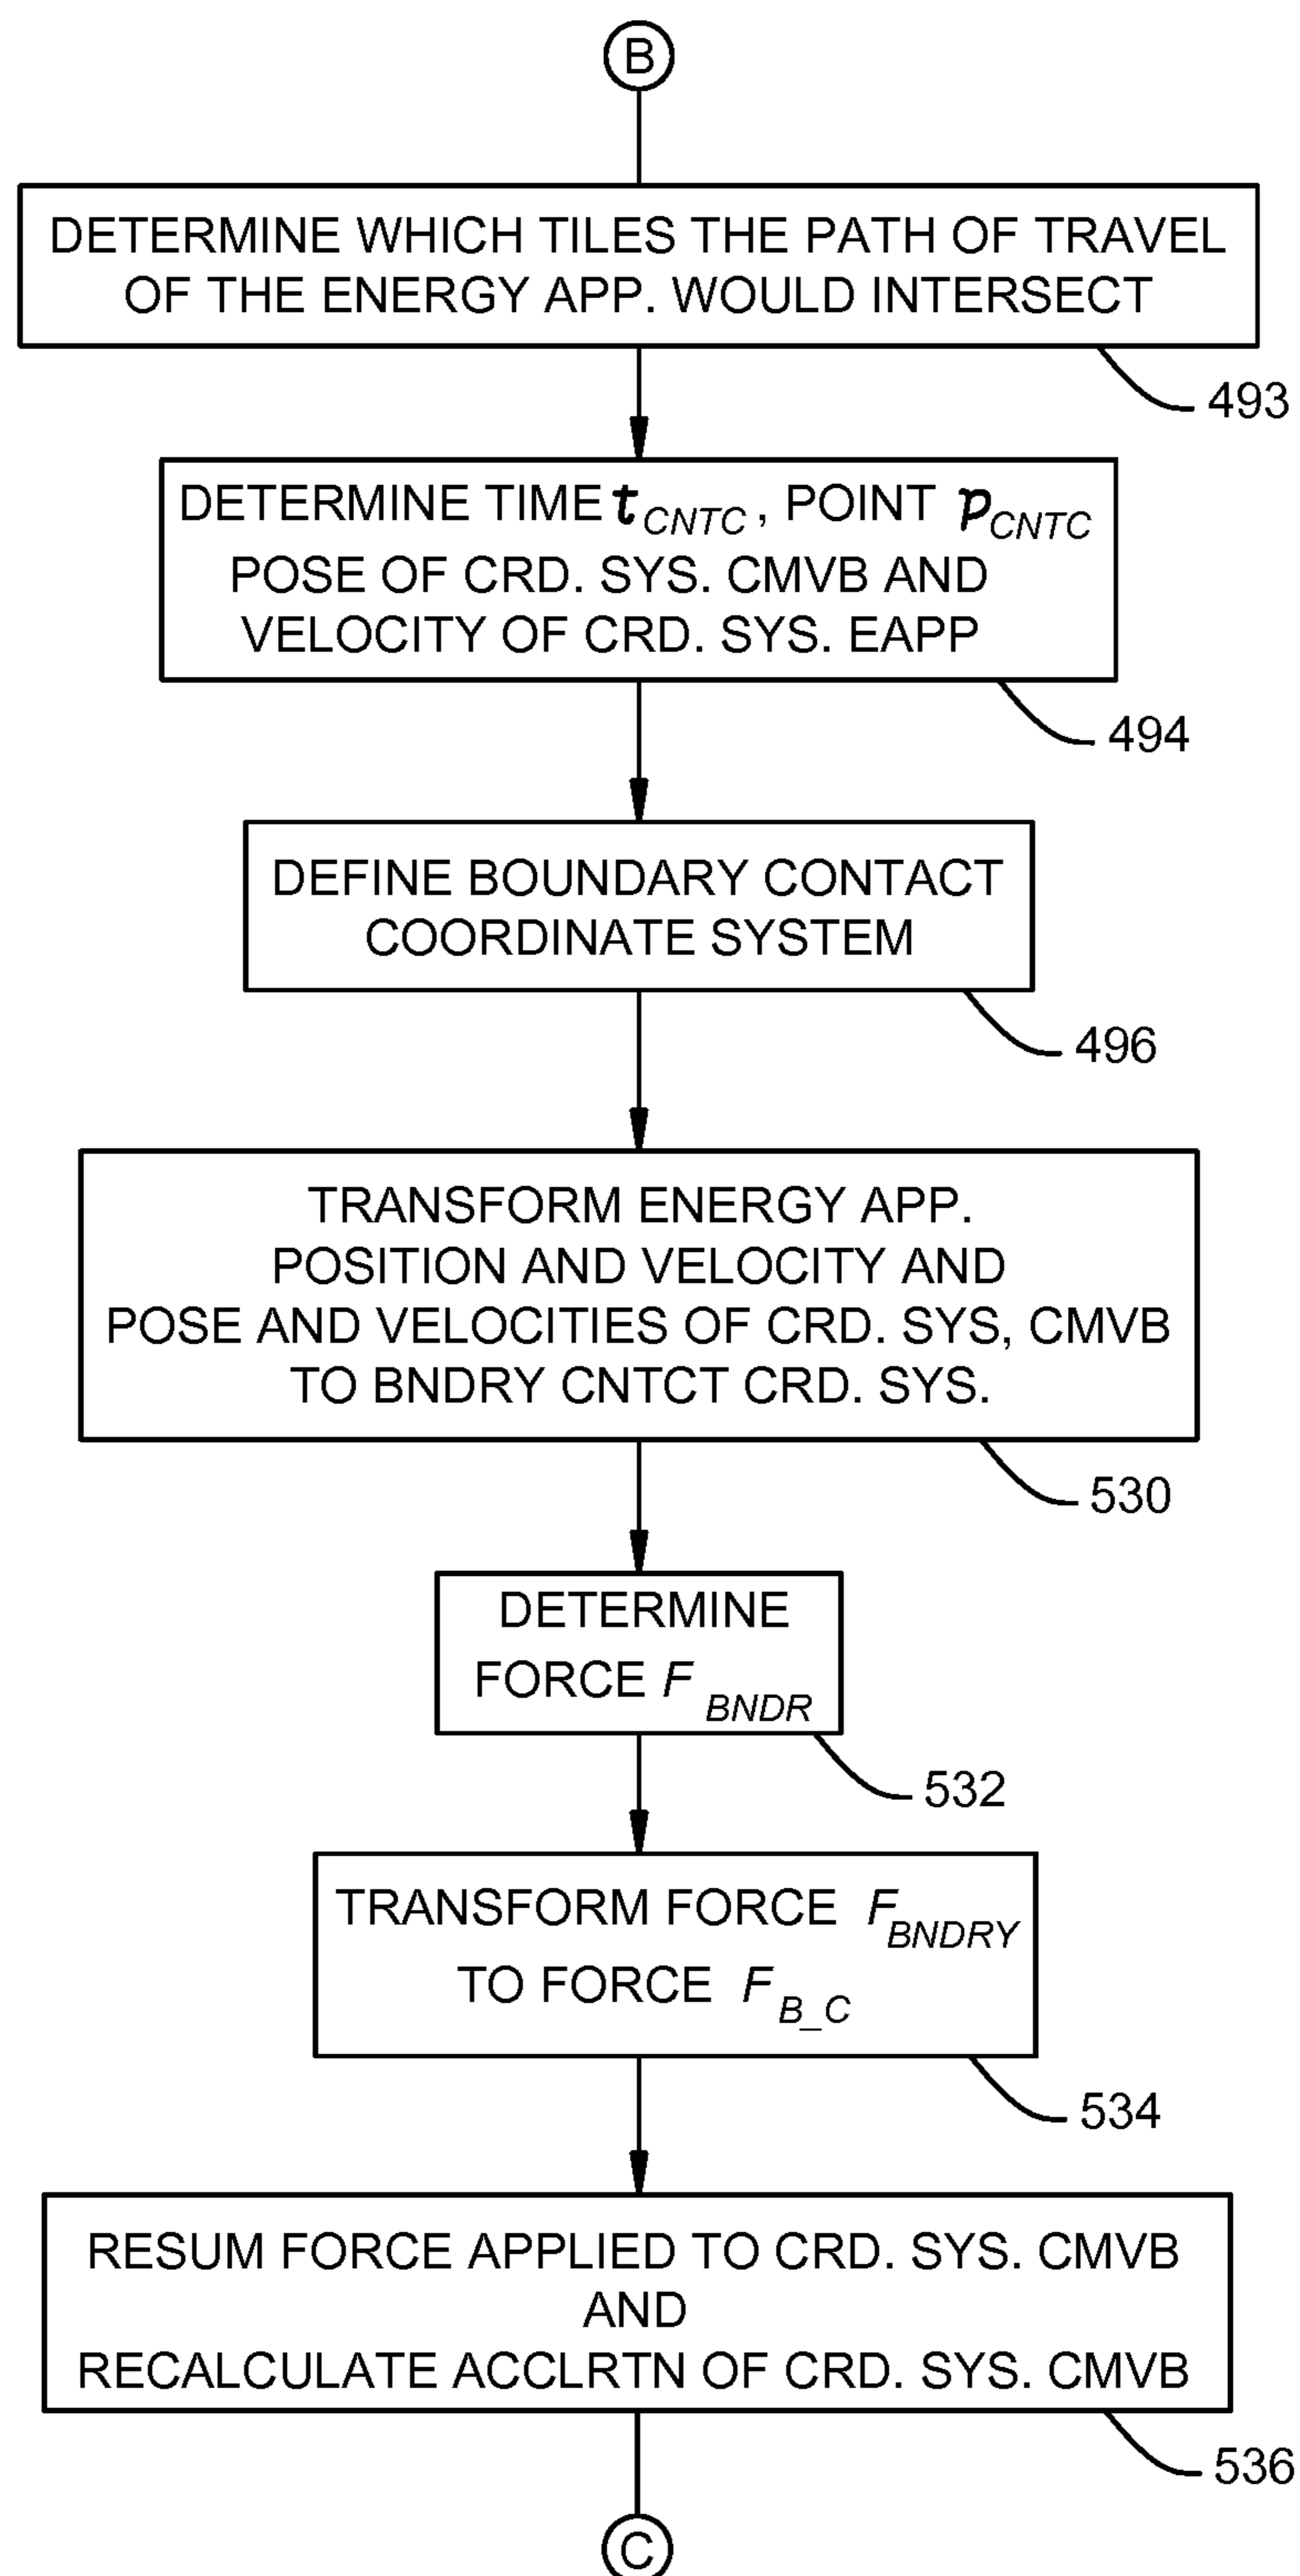 B
DETERMINE WHICH TILES THE PATH OF TRAVEL
OF THE ENERGY APP. WOULD INTERSECT
493
DETERMINE TIME t CNTC , POINT p CNTC
POSE OF CRD. SYS. CMVB AND
VELOCITY OF CRD. SYS. EAPP
494
DEFINE BOUNDARY CONTACT
COORDINATE SYSTEM
496
TRANSFORM ENERGY APP.
POSITION AND VELOCITY AND
POSE AND VELOCITIES OF CRD. SYS, CMVB
TO BNDRY CNTCT CRD. SYS.
530
DETERMINE
FORCE F BNDR
532
TRANSFORM FORCE F BNDRY
TO FORCE F B_C
534
RESUM FORCE APPLIED TO CRD. SYS. CMVB
AND
RECALCULATE ACCLRTN OF CRD. SYS. CMVB
536
C